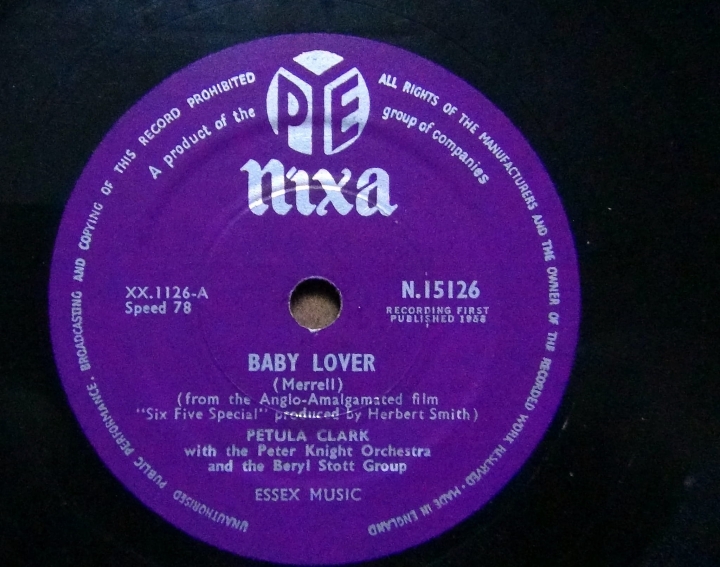 UNAUTHORISED PUBLIC PERFORMANCE · BROADCASTING AND COPYING OF THIS RECORD PROHIBITED
ALL RIGHTS OF THE MANUFACTURERS AND THE OWNER OF THE RECORDED WORK RESERVED · MADE IN ENGLAND
A product of the
PYE
group of companies
nixa
XX.1126-A
Speed 78
N.15126
RECORDING FIRST
PUBLISHED 1958
BABY LOVER
(Merrell)
(from the Anglo-Amalgamated film
"Six Five Special" produced by Herbert Smith)
PETULA CLARK
with the Peter Knight Orchestra
and the Beryl Stott Group
ESSEX MUSIC